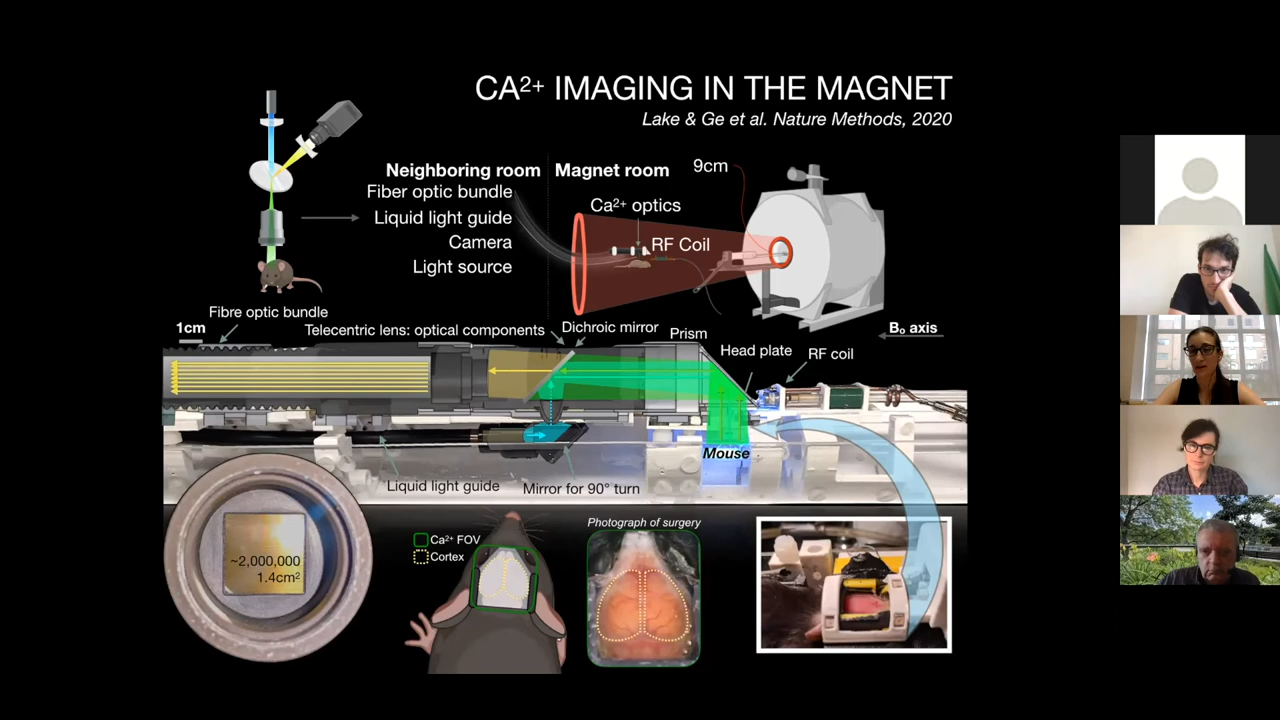 CA²⁺ IMAGING IN THE MAGNET
Lake & Ge et al. Nature Methods, 2020
Neighboring room
Magnet room
9cm
Fiber optic bundle
Liquid light guide
Camera
Light source
Ca²⁺ optics
RF Coil
Fibre optic bundle
1cm
Telecentric lens: optical components
Dichroic mirror
Prism
B₀ axis
Head plate
RF coil
Mouse
Liquid light guide
Mirror for 90° turn
~2,000,000
1.4cm²
Ca²⁺ FOV
Cortex
Photograph of surgery